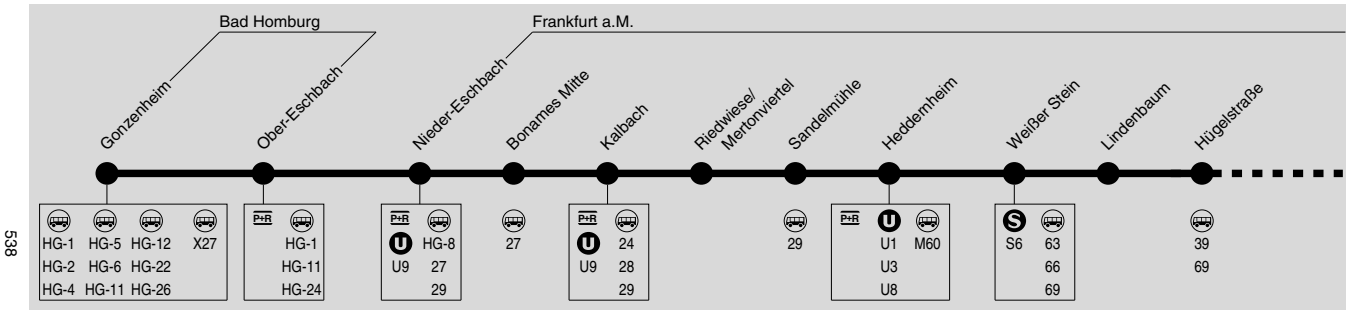 Bad Homburg
Frankfurt a.M.
Gonzenheim
Ober-Eschbach
Nieder-Eschbach
Bonames Mitte
Kalbach
Riedwiese/
Mertonviertel
Sandelmühle
Heddernheim
Weißer Stein
Lindenbaum
Hügelstraße
HG-1 HG-5 HG-12 X27
HG-2 HG-6 HG-22
HG-4 HG-11 HG-26
P+R
HG-1
HG-11
HG-24
P+R
U HG-8
U9 27
29
27
P+R
U 24
U9 28
29
29
P+R U
U1 M60
U3
U8
S
S6 63
66
69
39
69
538